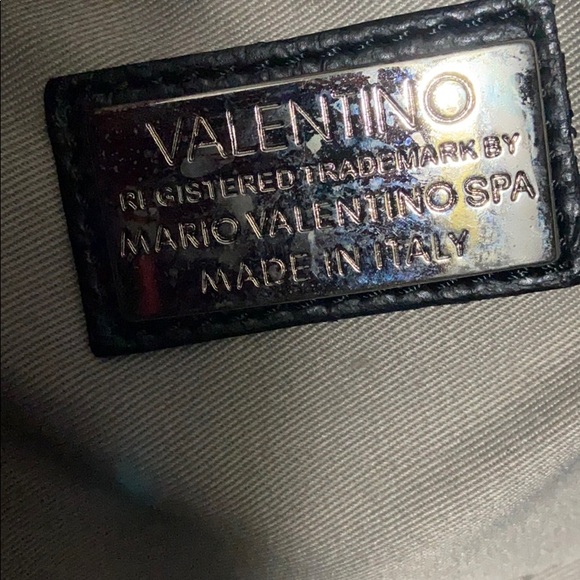 VALENTINO
REGISTERED TRADEMARK BY
MARIO VALENTINO SPA
MADE IN ITALY